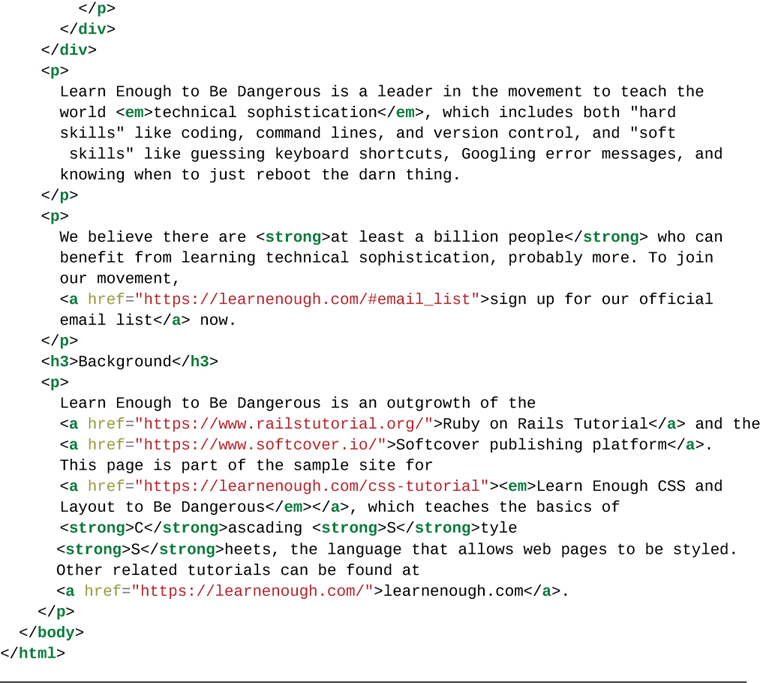 </p>
</div>
</div>
<p>
Learn Enough to Be Dangerous is a leader in the movement to teach the
world <em>technical sophistication</em>, which includes both "hard
skills" like coding, command lines, and version control, and "soft
skills" like guessing keyboard shortcuts, Googling error messages, and
knowing when to just reboot the darn thing.
</p>
<p>
We believe there are <strong>at least a billion people</strong> who can
benefit from learning technical sophistication, probably more. To join
our movement,
<a href="https://learnenough.com/#email_list">sign up for our official
email list</a> now.
</p>
<h3>Background</h3>
<p>
Learn Enough to Be Dangerous is an outgrowth of the
<a href="https://www.railstutorial.org/">Ruby on Rails Tutorial</a> and the
<a href="https://www.softcover.io/">Softcover publishing platform</a>.
This page is part of the sample site for
<a href="https://learnenough.com/css-tutorial"><em>Learn Enough CSS and
Layout to Be Dangerous</em></a>, which teaches the basics of
<strong>C</strong>ascading <strong>S</strong>tyle
<strong>S</strong>heets, the language that allows web pages to be styled.
Other related tutorials can be found at
<a href="https://learnenough.com/">learnenough.com</a>.
</p>
</body>
</html>